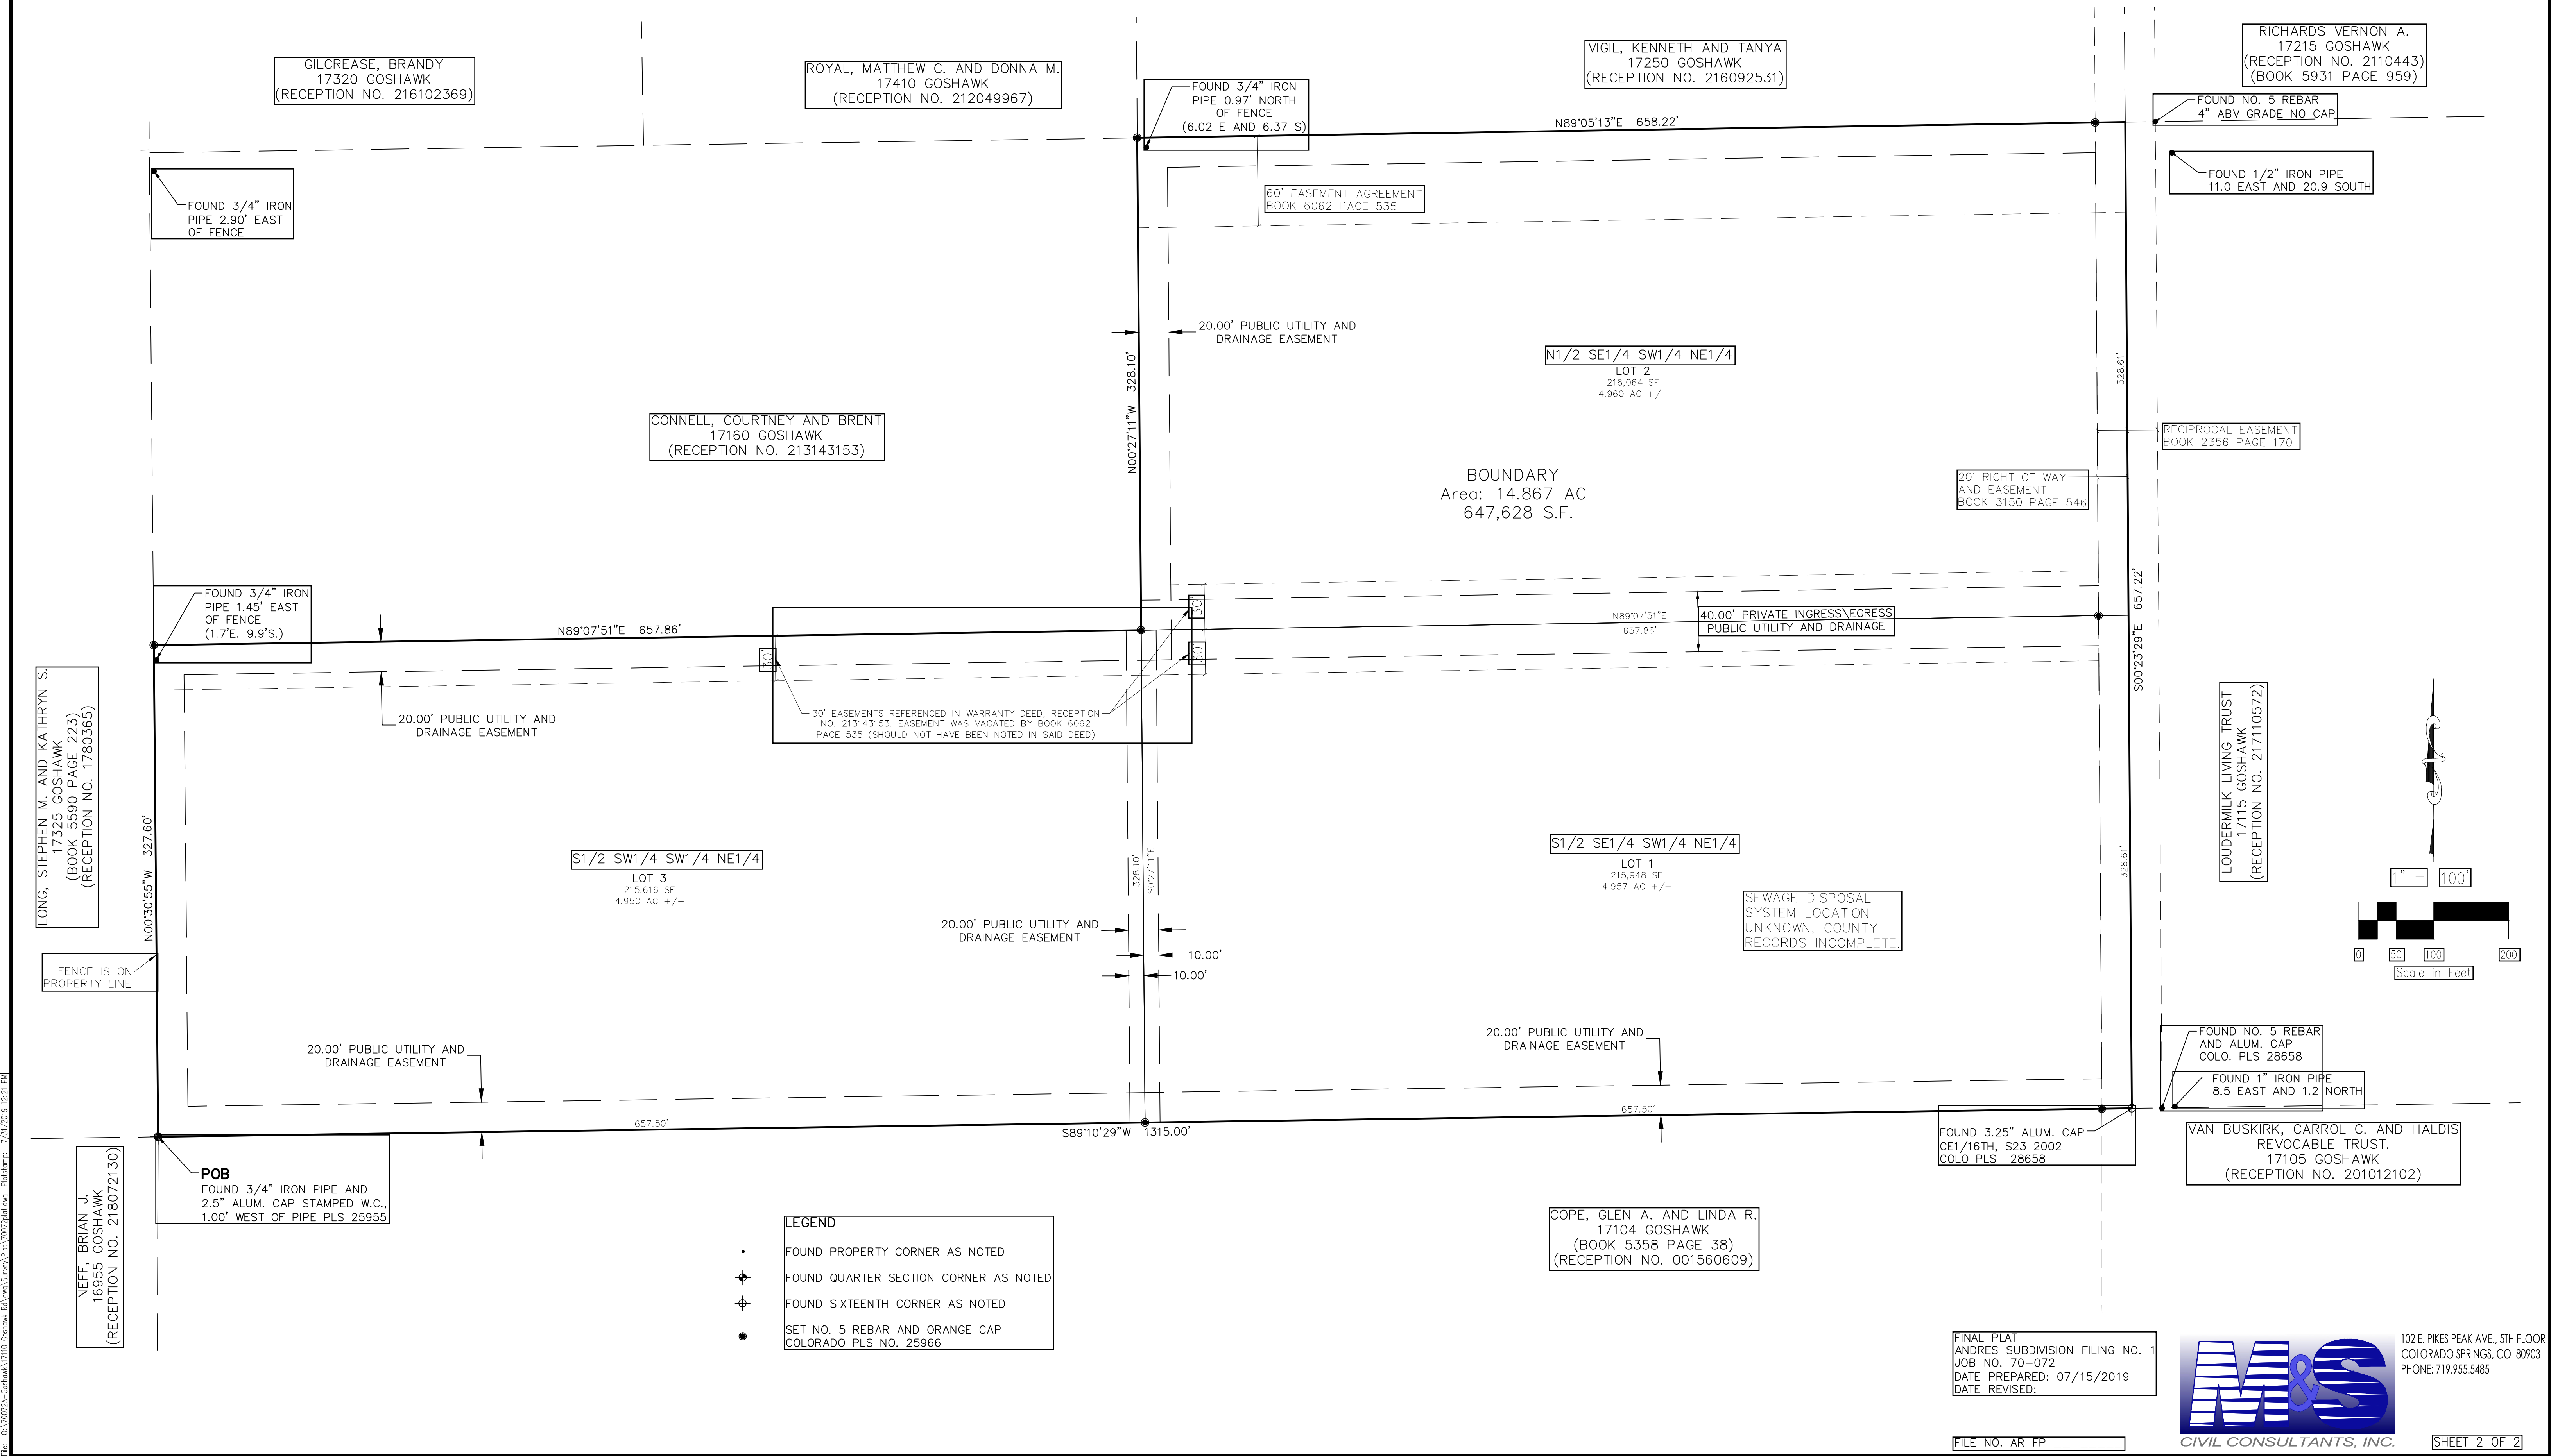 GILCREASE, BRANDY
17320 GOSHAWK
(RECEPTION NO. 216102369)
ROYAL, MATTHEW C. AND DONNA M.
17410 GOSHAWK
(RECEPTION NO. 212049967)
VIGIL, KENNETH AND TANYA
17250 GOSHAWK
(RECEPTION NO. 216092531)
RICHARDS VERNON A.
17215 GOSHAWK
(RECEPTION NO. 2110443)
(BOOK 5931 PAGE 959)
FOUND 3/4" IRON
PIPE 0.97' NORTH
OF FENCE
(6.02 E AND 6.37 S)
N89°05'13"E 658.22'
FOUND NO. 5 REBAR
4" ABV GRADE NO CAP
FOUND 1/2" IRON PIPE
11.0 EAST AND 20.9 SOUTH
FOUND 3/4" IRON
PIPE 2.90' EAST
OF FENCE
60' EASEMENT AGREEMENT
BOOK 6062 PAGE 535
20.00' PUBLIC UTILITY AND
DRAINAGE EASEMENT
N00°27'11"W 328.10'
N1/2 SE1/4 SW1/4 NE1/4
LOT 2
216,064 SF
4.960 AC +/-
328.61'
CONNELL, COURTNEY AND BRENT
17160 GOSHAWK
(RECEPTION NO. 213143153)
RECIPROCAL EASEMENT
BOOK 2356 PAGE 170
BOUNDARY
Area: 14.867 AC
647,628 S.F.
20' RIGHT OF WAY
AND EASEMENT
BOOK 3150 PAGE 546
FOUND 3/4" IRON
PIPE 1.45' EAST
OF FENCE
(1.7'E. 9.9'S.)
N89°07'51"E 657.86'
30'
30'
30'
N89°07'51"E
657.86'
40.00' PRIVATE INGRESS\EGRESS
PUBLIC UTILITY AND DRAINAGE
S00°23'29"E 657.22'
LONG, STEPHEN M. AND KATHRYN S.
17325 GOSHAWK
(BOOK 5590 PAGE 223)
(RECEPTION NO. 1780365)
20.00' PUBLIC UTILITY AND
DRAINAGE EASEMENT
30' EASEMENTS REFERENCED IN WARRANTY DEED, RECEPTION
NO. 213143153. EASEMENT WAS VACATED BY BOOK 6062
PAGE 535 (SHOULD NOT HAVE BEEN NOTED IN SAID DEED)
LOUDERMILK LIVING TRUST
17115 GOSHAWK
(RECEPTION NO. 217110572)
N00°30'55"W 327.60'
S1/2 SW1/4 SW1/4 NE1/4
LOT 3
215,616 SF
4.950 AC +/-
328.10'
S0°27'11"E
S1/2 SE1/4 SW1/4 NE1/4
LOT 1
215,948 SF
4.957 AC +/-
328.61'
SEWAGE DISPOSAL
SYSTEM LOCATION
UNKNOWN, COUNTY
RECORDS INCOMPLETE.
1" = 100'
0 50 100 200
Scale in Feet
20.00' PUBLIC UTILITY AND
DRAINAGE EASEMENT
10.00'
10.00'
FENCE IS ON
PROPERTY LINE
20.00' PUBLIC UTILITY AND
DRAINAGE EASEMENT
20.00' PUBLIC UTILITY AND
DRAINAGE EASEMENT
FOUND NO. 5 REBAR
AND ALUM. CAP
COLO. PLS 28658
FOUND 1" IRON PIPE
8.5 EAST AND 1.2 NORTH
657.50'
S89°10'29"W 1315.00'
657.50'
FOUND 3.25" ALUM. CAP
CE1/16TH, S23 2002
COLO PLS 28658
VAN BUSKIRK, CARROL C. AND HALDIS
REVOCABLE TRUST.
17105 GOSHAWK
(RECEPTION NO. 201012102)
NEFF, BRIAN J.
16955 GOSHAWK
(RECEPTION NO. 218072130)
POB
FOUND 3/4" IRON PIPE AND
2.5" ALUM. CAP STAMPED W.C.,
1.00' WEST OF PIPE PLS 25955
COPE, GLEN A. AND LINDA R.
17104 GOSHAWK
(BOOK 5358 PAGE 38)
(RECEPTION NO. 001560609)
LEGEND
FOUND PROPERTY CORNER AS NOTED
FOUND QUARTER SECTION CORNER AS NOTED
FOUND SIXTEENTH CORNER AS NOTED
SET NO. 5 REBAR AND ORANGE CAP
COLORADO PLS NO. 25966
FINAL PLAT
ANDRES SUBDIVISION FILING NO. 1
JOB NO. 70-072
DATE PREPARED: 07/15/2019
DATE REVISED:
FILE NO. AR FP __-_____
M&S
CIVIL CONSULTANTS, INC.
102 E. PIKES PEAK AVE., 5TH FLOOR
COLORADO SPRINGS, CO 80903
PHONE: 719.955.5485
SHEET 2 OF 2
File: O:\70072A-Goshawk\17110 Goshawk Rd\dwg\Survey\Plat\70072plat.dwg Plotstamp: 7/31/2019 12:21 PM